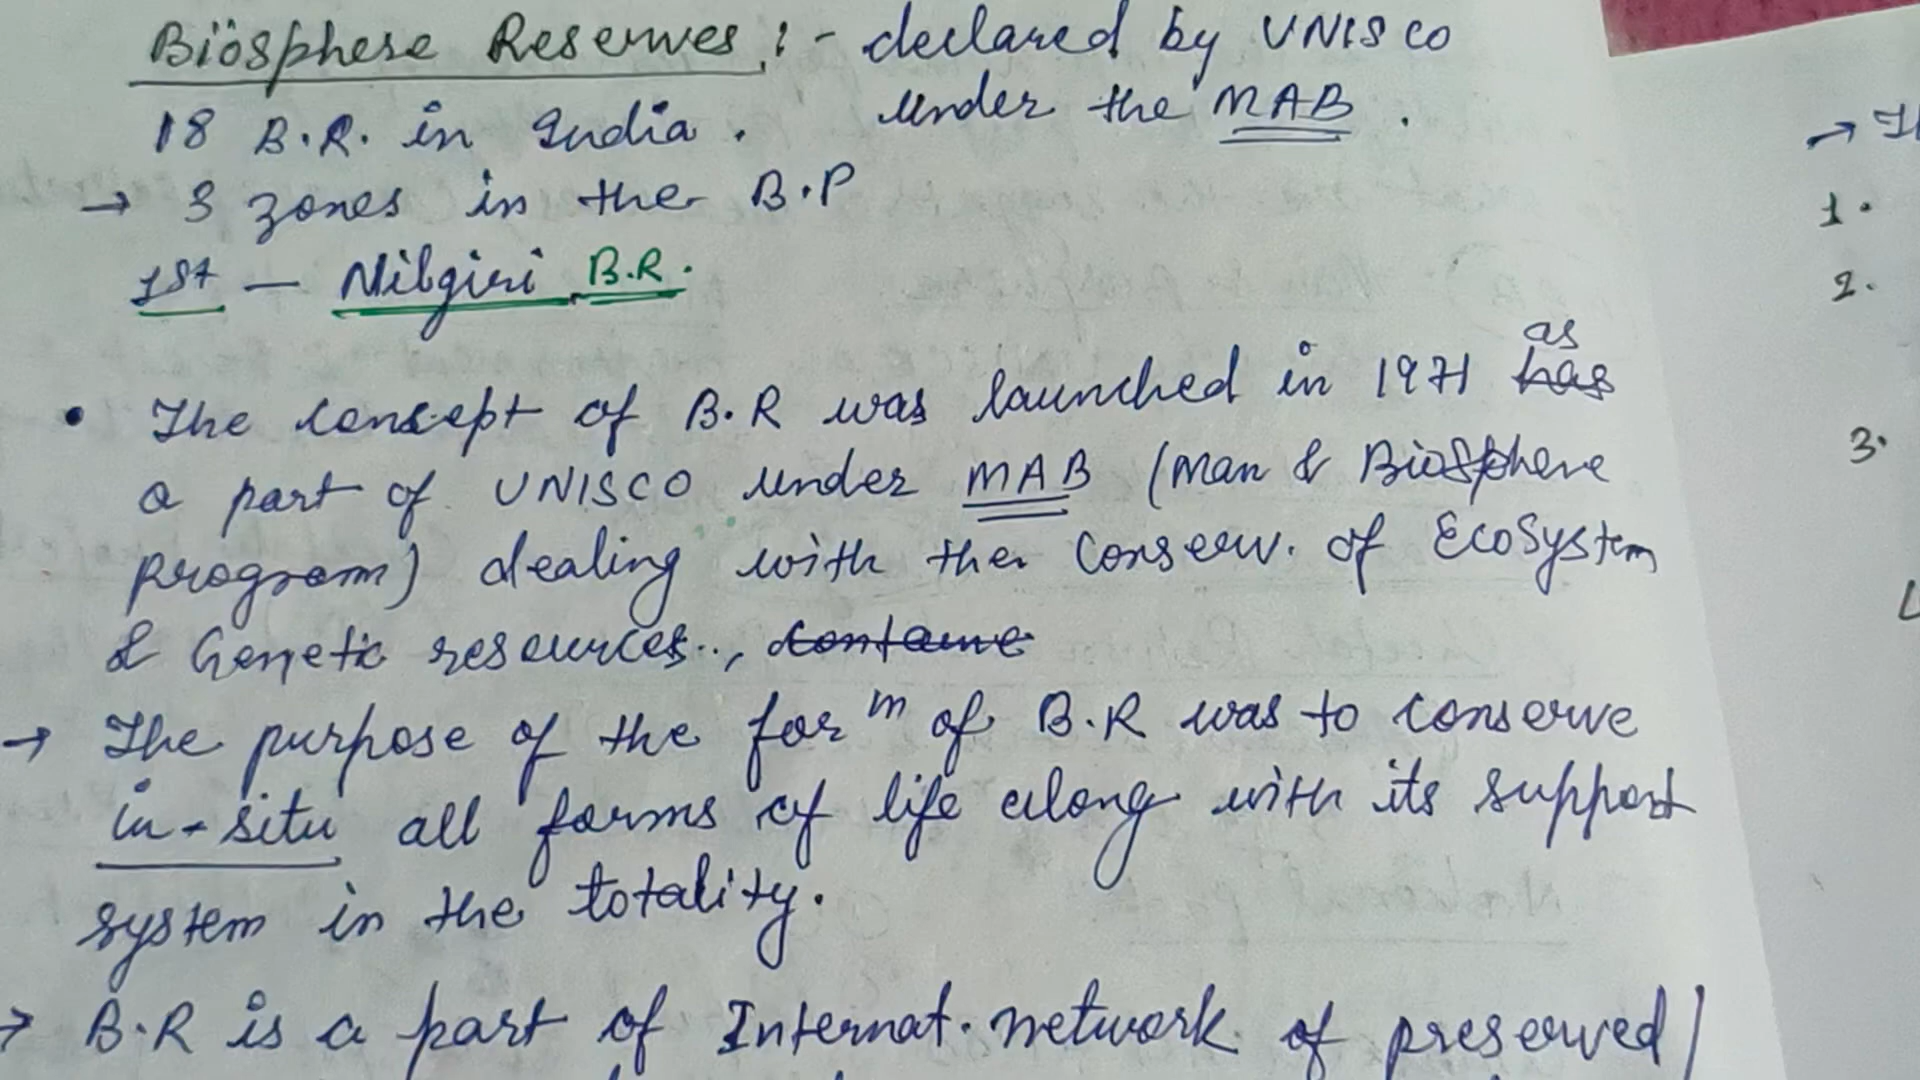 Biosphere Reserves :- declared by UNISCO
under the MAB .
18 B.R. in India .
→ 3 zones in the B.P
1st - Nilgiri B.R.
• The concept of B.R was launched in 1971 as
a part of UNISCO under MAB (Man & Biosphere
program) dealing with the Conserv. of EcoSystem
& Genetic resources..,
→ The purpose of the for^m of B.R was to conserve
in-situ all forms of life along with its support
system in the totality.
→ B.R is a part of Internat. network of preserved/
1.
2.
3.